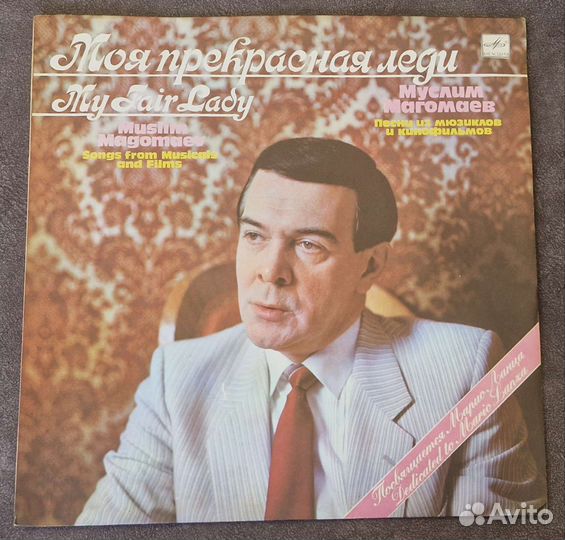 Моя прекрасная леди
My Fair Lady
Муслим
Магомаев
Песни из мюзиклов
и кинофильмов
Muslim
Magomaev
Songs from Musicals
and Films
Посвящается Марио Ланца
Dedicated to Mario Lanza
Avito